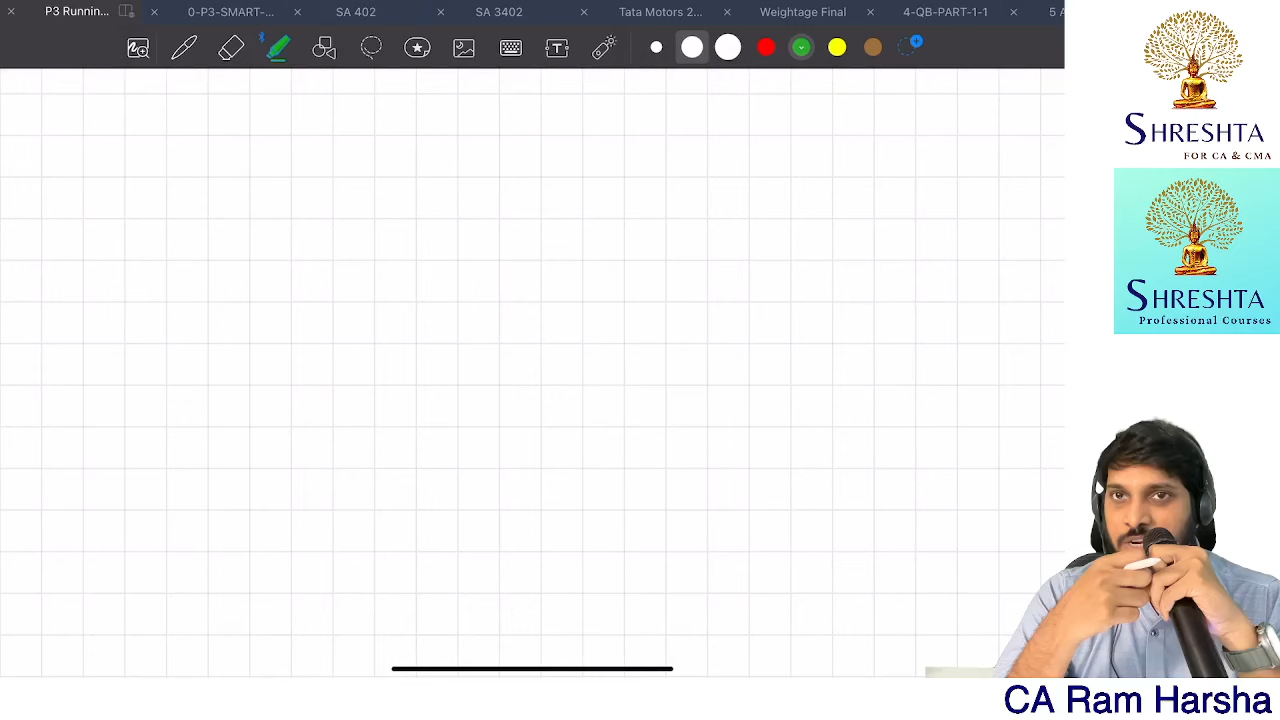 P3 Runnin...
0-P3-SMART-...
SA 402
SA 3402
Tata Motors 2...
Weightage Final
4-QB-PART-1-1
5 A
T
SHRESHTA
FOR CA & CMA
SHRESHTA
Professional Courses
CA Ram Harsha